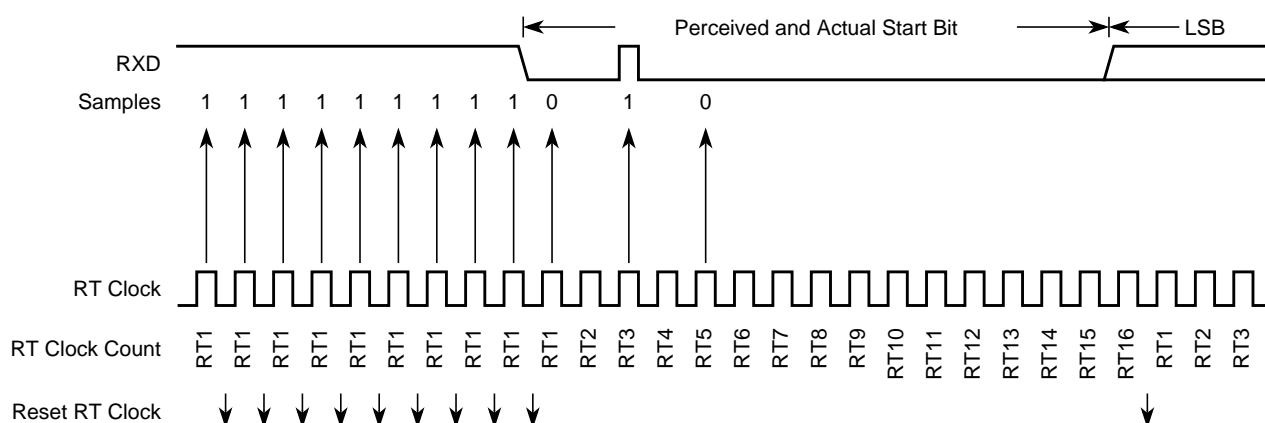 Perceived and Actual Start Bit LSB
RXD
Samples 1 1 1 1 1 1 1 1 1 0 1 0
RT Clock
RT Clock Count RT1 RT1 RT1 RT1 RT1 RT1 RT1 RT1 RT1 RT1 RT2 RT3 RT4 RT5 RT6 RT7 RT8 RT9 RT10 RT11 RT12 RT13 RT14 RT15 RT16 RT1 RT2 RT3
Reset RT Clock